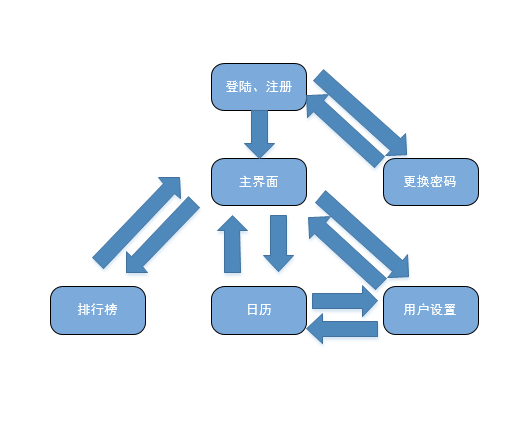 登陆、注册
主界面
更换密码
排行榜
日历
用户设置